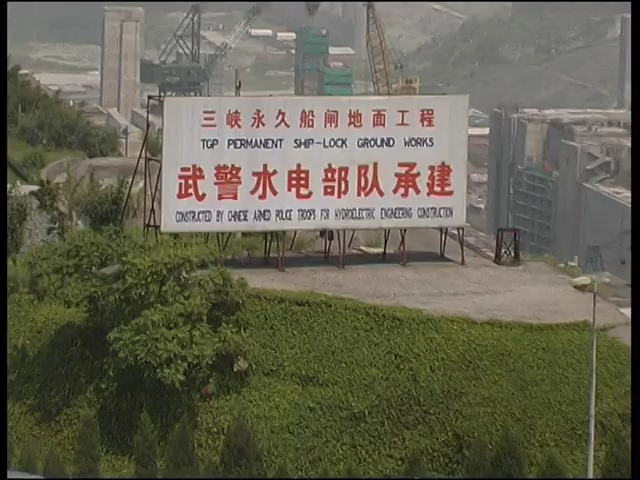 三峡永久船闸地面工程
TGP PERMANENT SHIP-LOCK GROUND WORKS
武警水电部队承建
CONSTRUCTED BY CHINESE ARMED POLICE TROOPS FOR HYDROELECTRIC ENGINEERING CONSTRUCTION